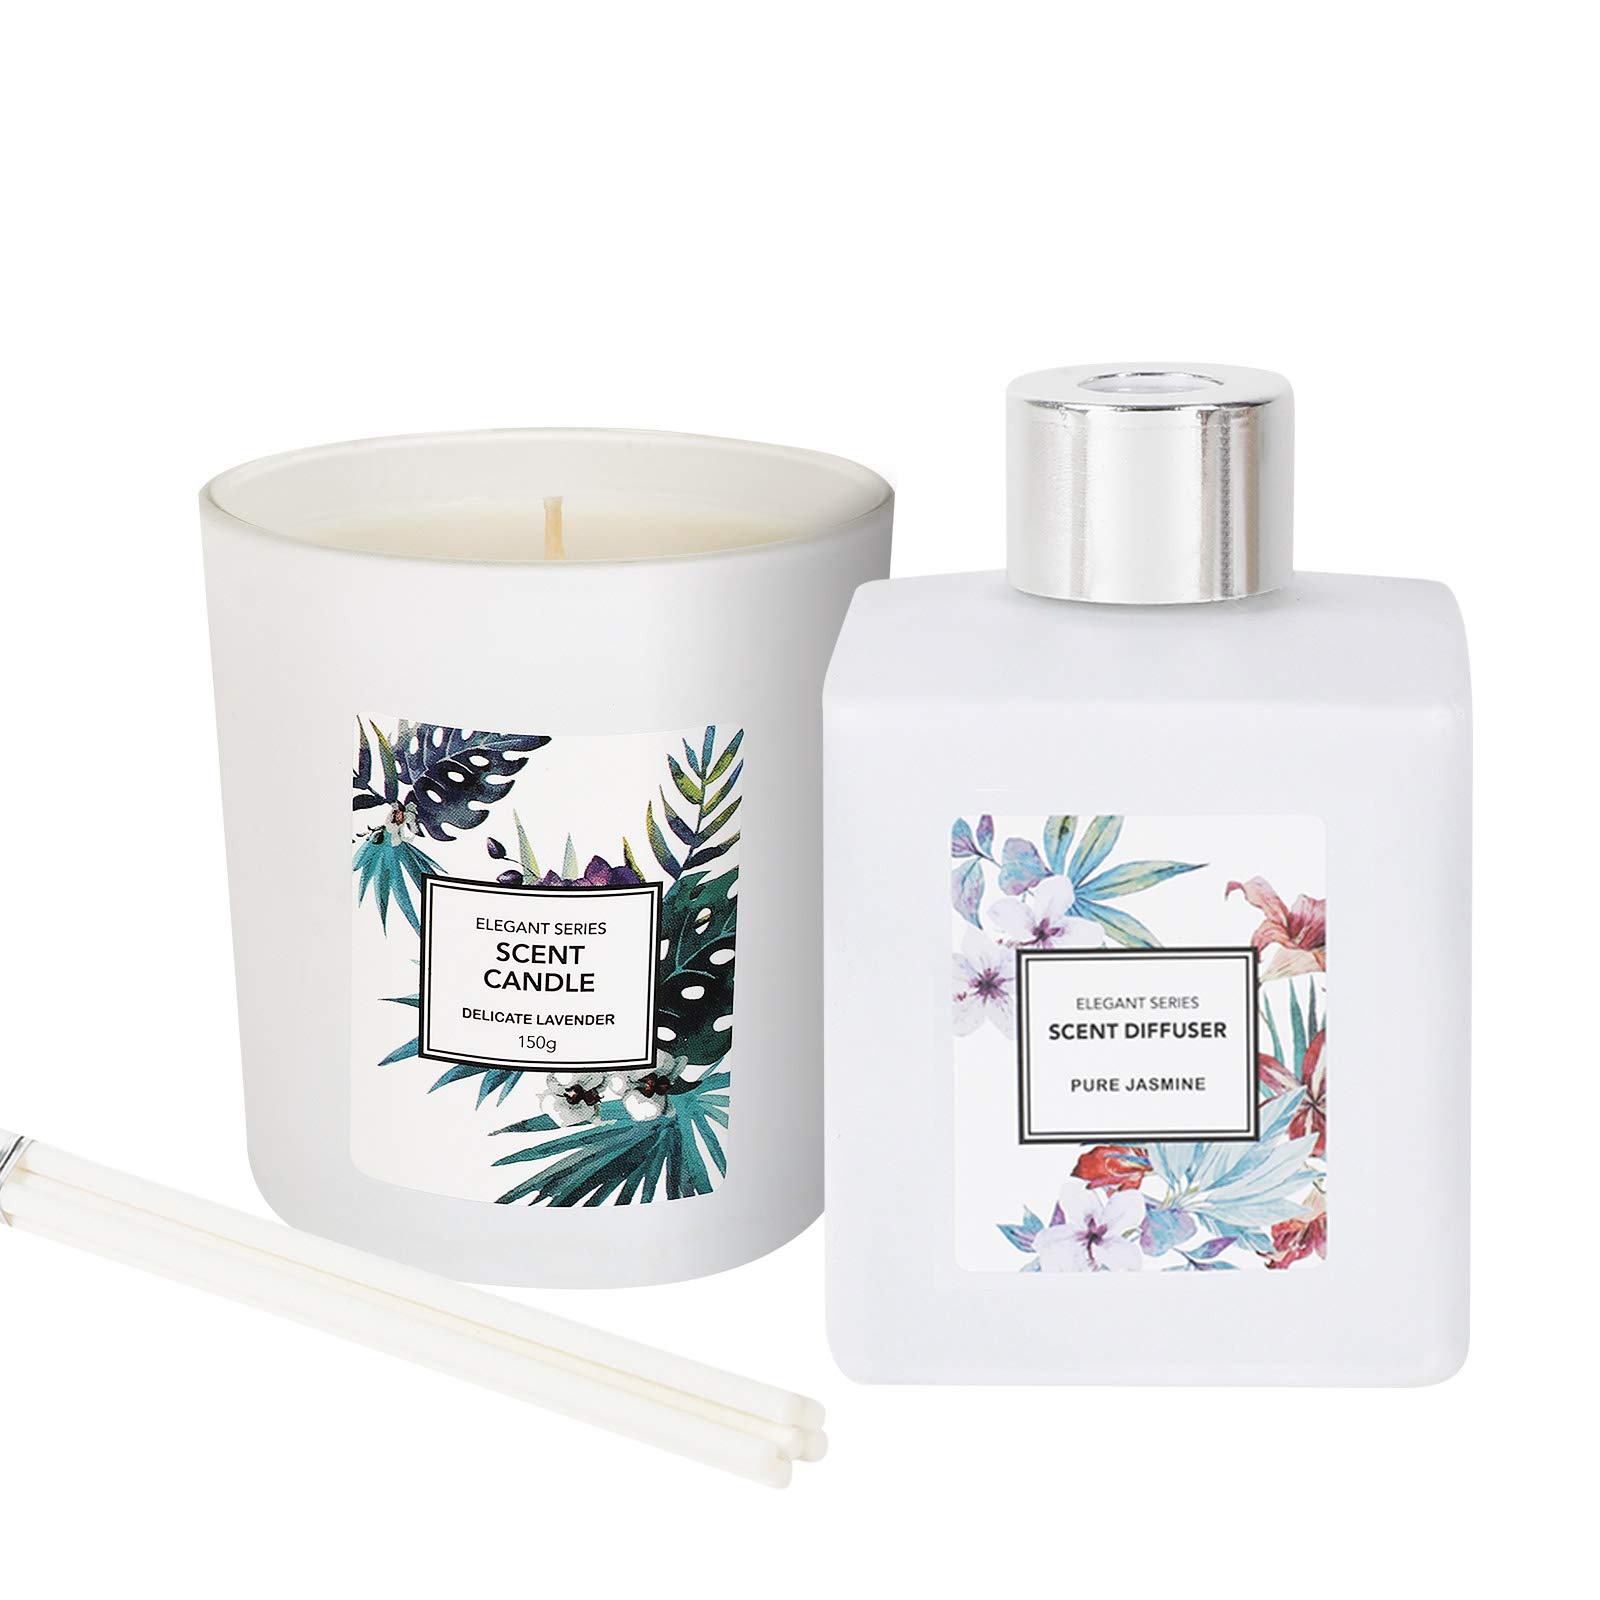 ELEGANT SERIES
SCENT
CANDLE
DELICATE LAVENDER
150g
ELEGANT SERIES
SCENT DIFFUSER
PURE JASMINE